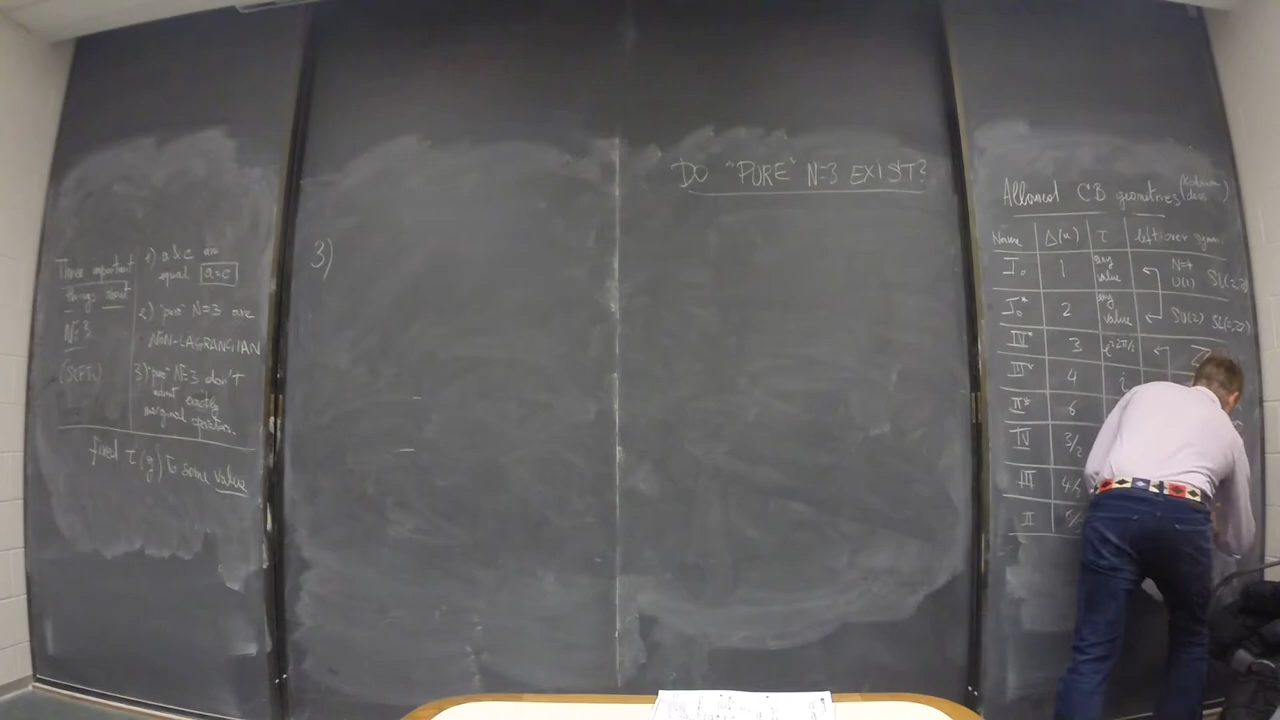 Three important
things about
N=3
(SCFTs)
1) a & c are
equal a=c
2) "pure" N=3 are
NON-LAGRANGIAN
3) "pure" N=3 don't
admit exactly
marginal operators.
fixed τ(g) to some value
3)
DO "PURE" N=3 EXIST?
Allowed CB geometries (Kodaira
Name Δ(u) τ leftover symm
I₀ 1 any value N=4 U(1) SL(2,Z)
I₀* 2 any value SU(2) SL(2,Z)
IV* 3
III* 4 i
II* 6
IV 3/2
III
II